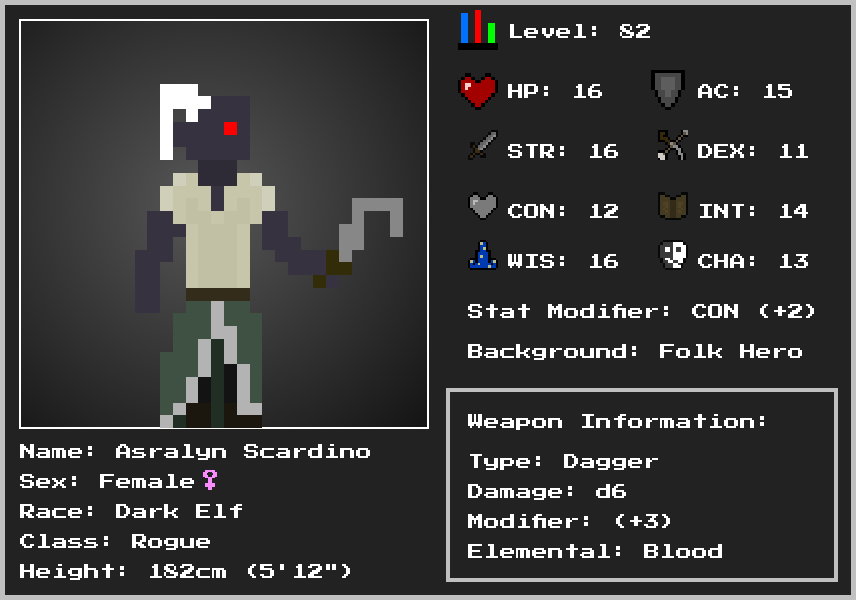 Level: 82
HP: 16 AC: 15
STR: 16 DEX: 11
CON: 12 INT: 14
WIS: 16 CHA: 13
Stat Modifier: CON (+2)
Background: Folk Hero
Name: Asralyn Scardino
Sex: Female♀
Race: Dark Elf
Class: Rogue
Height: 182cm (5'12")
Weapon Information:
Type: Dagger
Damage: d6
Modifier: (+3)
Elemental: Blood